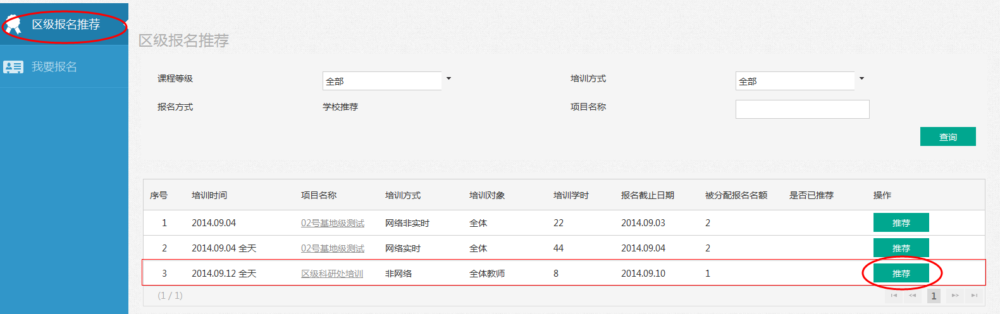 区级报名推荐
我要报名
区级报名推荐
课程等级 全部 培训方式 全部
报名方式 学校推荐 项目名称
查询
序号 培训时间 项目名称 培训方式 培训对象 培训学时 报名截止日期 被分配报名名额 是否已推荐 操作
1 2014.09.04 02号基地级测试 网络非实时 全体 22 2014.09.03 2 推荐
2 2014.09.04 全天 02号基地级测试 网络实时 全体 44 2014.09.04 2 推荐
3 2014.09.12 全天 区级科研处培训 非网络 全体教师 8 2014.09.10 1 推荐
(1 / 1) 1